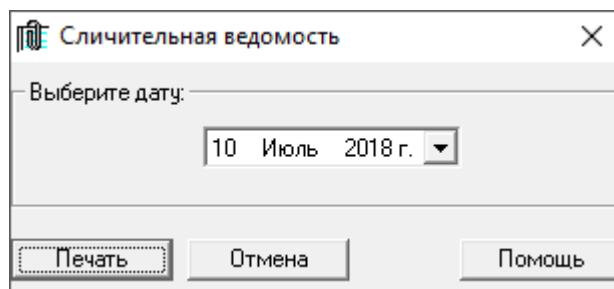 Сличительная ведомость
Выберите дату:
10 Июль 2018 г.
Печать Отмена Помощь